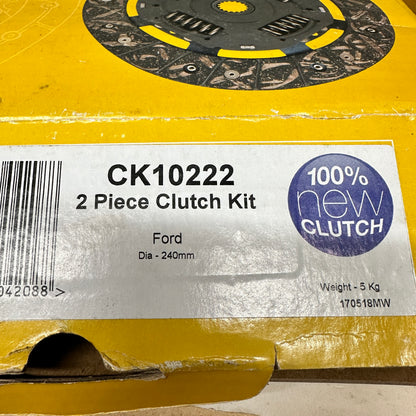 CK10222
2 Piece Clutch Kit
Ford
Dia - 240mm
100%
new
CLUTCH
042088 >
Weight - 5 Kg
170518MW